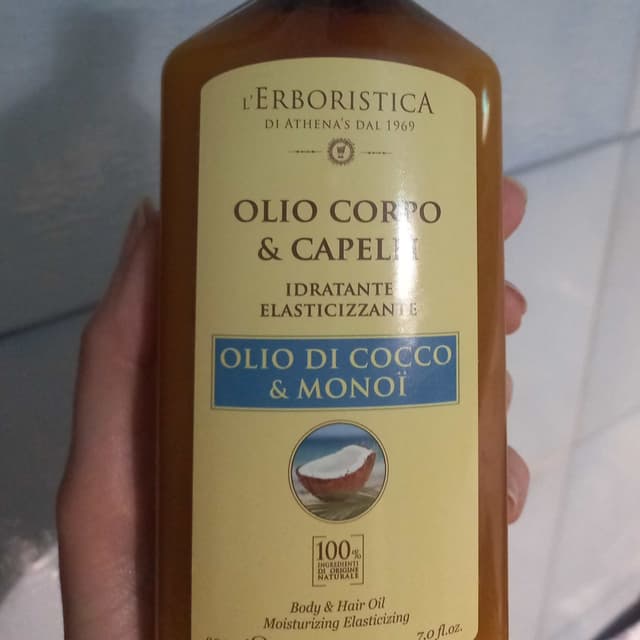 L'ERBORISTICA
DI ATHENA'S DAL 1969
OLIO CORPO
& CAPELLI
IDRATANTE
ELASTICIZZANTE
OLIO DI COCCO
& MONOÏ
100%
INGREDIENTI
DI ORIGINE
NATURALE
Body & Hair Oil
Moisturizing Elasticizing
7.0 fl.oz.